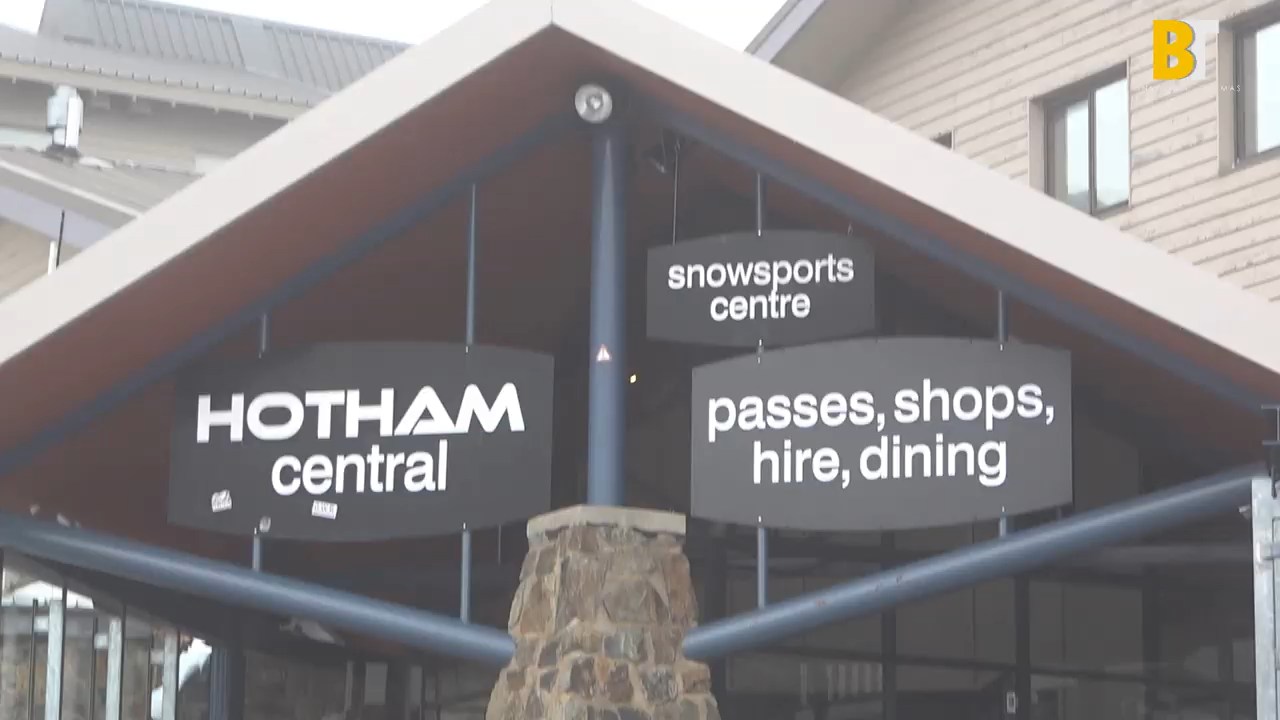 B
snowsports
centre
HOTHAM
central
passes, shops,
hire, dining